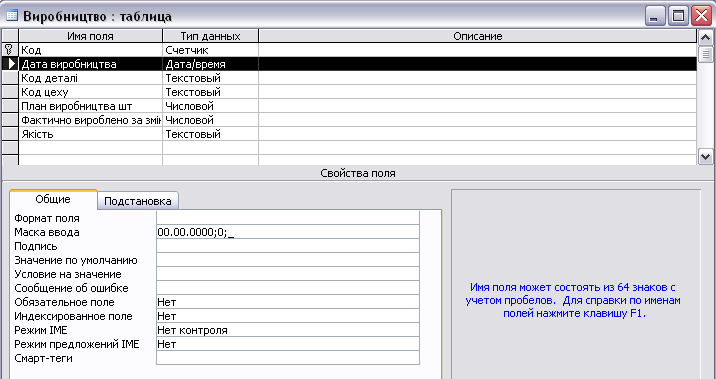 Виробництво : таблица
Имя поля Тип данных Описание
Код Счетчик
Дата виробництва Дата/время
Код деталі Текстовый
Код цеху Текстовый
План виробництва шт Числовой
Фактично вироблено за змін Числовой
Якість Текстовый
Свойства поля
Общие Подстановка
Формат поля
Маска ввода 00.00.0000;0;_
Подпись
Значение по умолчанию
Условие на значение
Сообщение об ошибке
Обязательное поле Нет
Индексированное поле Нет
Режим IME Нет контроля
Режим предложений IME Нет
Смарт-теги
Имя поля может состоять из 64 знаков с
учетом пробелов. Для справки по именам
полей нажмите клавишу F1.